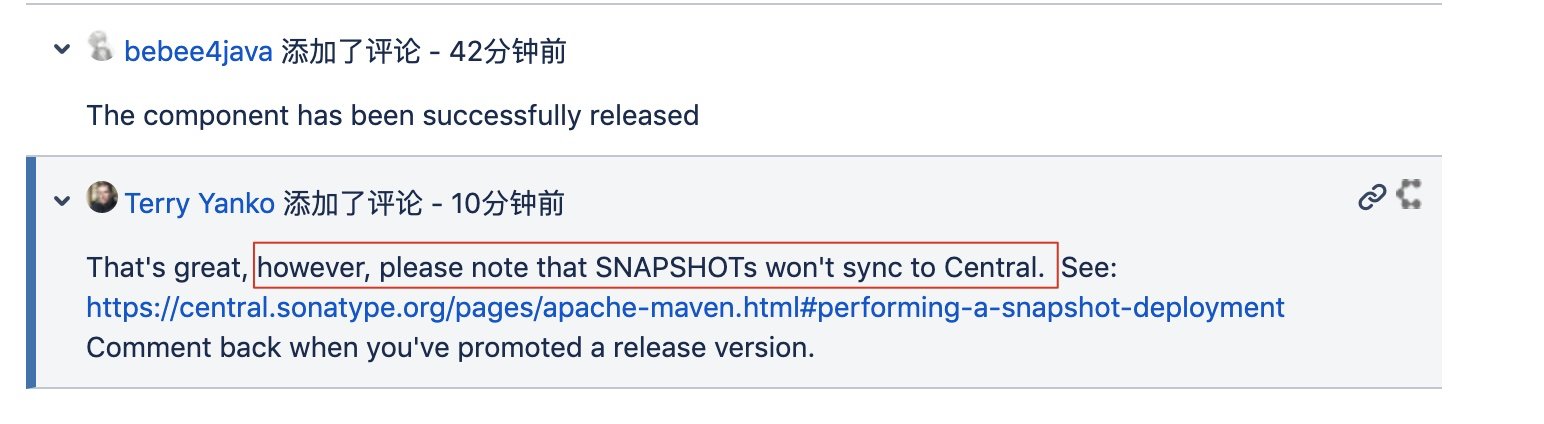 bebee4java 添加了评论 - 42分钟前
The component has been successfully released
Terry Yanko 添加了评论 - 10分钟前
That's great, however, please note that SNAPSHOTs won't sync to Central. See:
https://central.sonatype.org/pages/apache-maven.html#performing-a-snapshot-deployment
Comment back when you've promoted a release version.